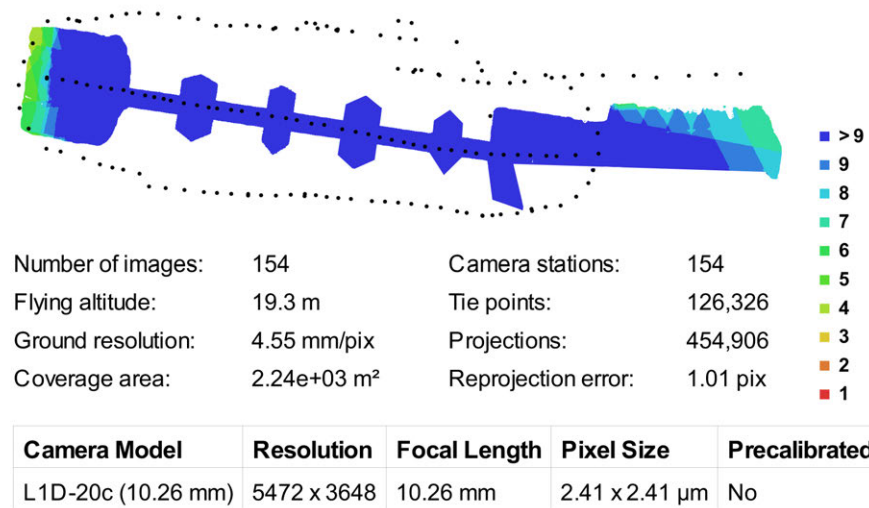 > 9
9
8
7
6
5
4
3
2
1
Number of images: 154 Camera stations: 154
Flying altitude: 19.3 m Tie points: 126,326
Ground resolution: 4.55 mm/pix Projections: 454,906
Coverage area: 2.24e+03 m² Reprojection error: 1.01 pix
Camera Model Resolution Focal Length Pixel Size Precalibrated
L1D-20c (10.26 mm) 5472 x 3648 10.26 mm 2.41 x 2.41 μm No